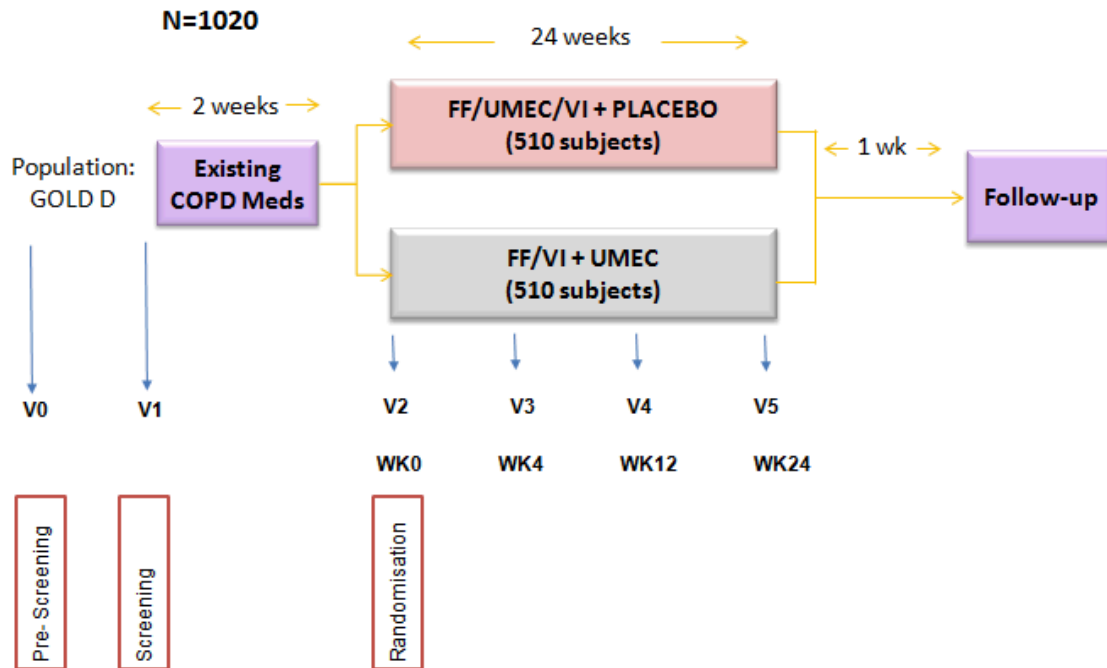 N=1020
24 weeks
2 weeks
FF/UMEC/VI + PLACEBO
(510 subjects)
1 wk
Population:
GOLD D
Existing
COPD Meds
Follow-up
FF/VI + UMEC
(510 subjects)
V0
V1
V2
V3
V4
V5
WK0
WK4
WK12
WK24
Pre- Screening
Screening
Randomisation